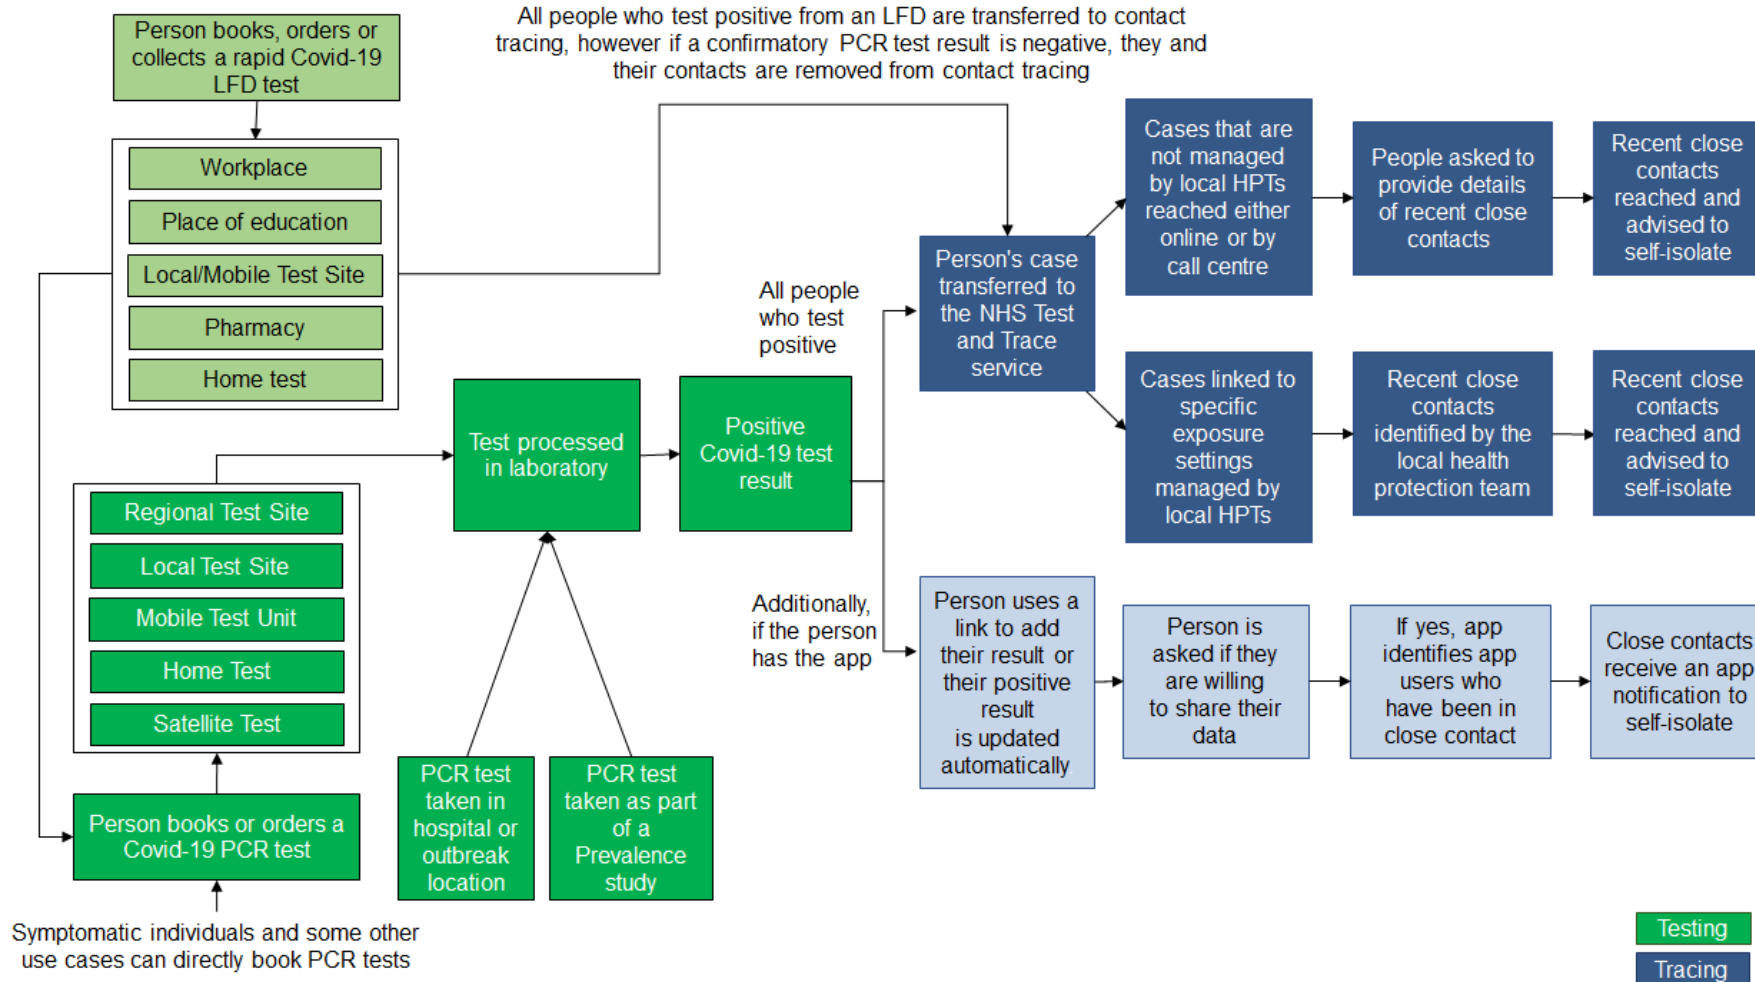 Person books, orders or
collects a rapid Covid-19
LFD test
All people who test positive from an LFD are transferred to contact
tracing, however if a confirmatory PCR test result is negative, they and
their contacts are removed from contact tracing
Workplace
Place of education
Local/Mobile Test Site
Pharmacy
Home test
Regional Test Site
Local Test Site
Mobile Test Unit
Home Test
Satellite Test
Person books or orders a
Covid-19 PCR test
Symptomatic individuals and some other
use cases can directly book PCR tests
Test processed
in laboratory
PCR test
taken in
hospital or
outbreak
location
PCR test
taken as part
of a
Prevalence
study
Positive
Covid-19 test
result
All people
who test
positive
Additionally,
if the person
has the app
Person's case
transferred to
the NHS Test
and Trace
service
Cases that are
not managed
by local HPTs
reached either
online or by
call centre
People asked to
provide details
of recent close
contacts
Recent close
contacts
reached and
advised to
self-isolate
Cases linked to
specific
exposure
settings
managed by
local HPTs
Recent close
contacts
identified by the
local health
protection team
Recent close
contacts
reached and
advised to
self-isolate
Person uses a
link to add
their result or
their positive
result
is updated
automatically
Person is
asked if they
are willing
to share their
data
If yes, app
identifies app
users who
have been in
close contact
Close contacts
receive an app
notification to
self-isolate
Testing
Tracing